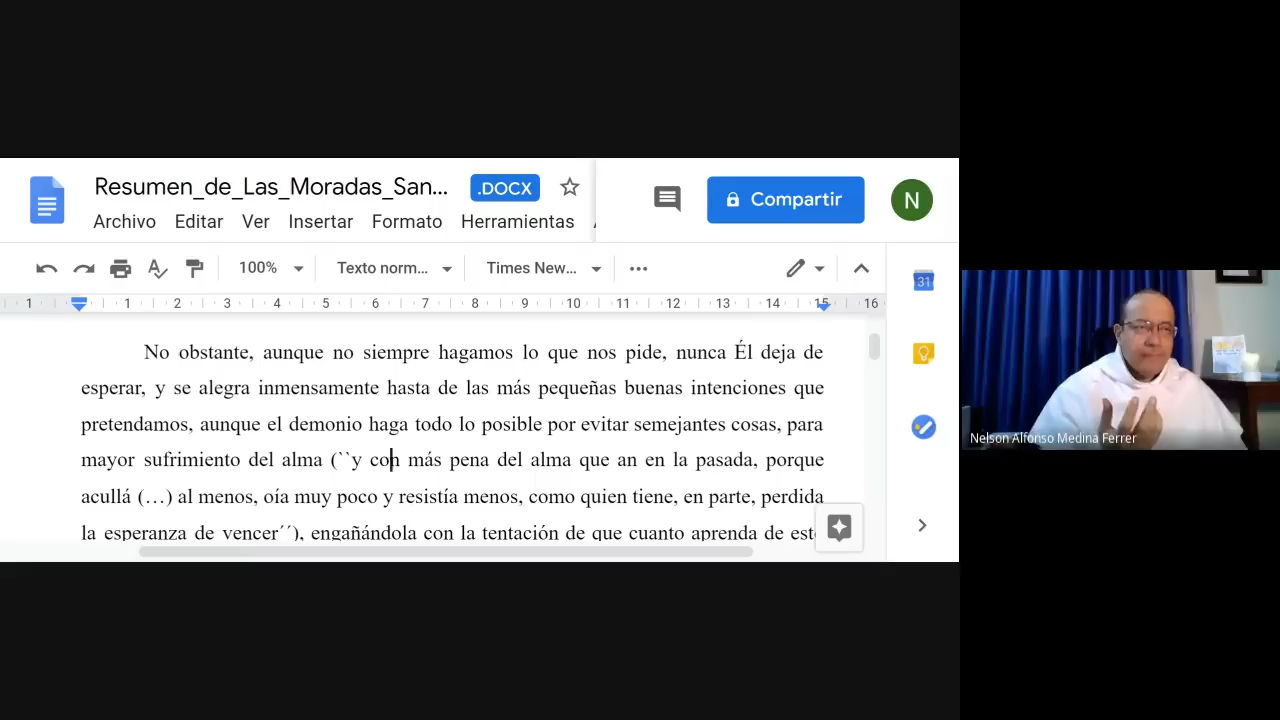 Resumen_de_Las_Moradas_San... .DOCX
Compartir
N
Archivo Editar Ver Insertar Formato Herramientas
100% Texto norm... Times New...
1 1 2 3 4 5 6 7 8 9 10 11 12 13 14 15 16
31
No obstante, aunque no siempre hagamos lo que nos pide, nunca Él deja de
esperar, y se alegra inmensamente hasta de las más pequeñas buenas intenciones que
pretendamos, aunque el demonio haga todo lo posible por evitar semejantes cosas, para
mayor sufrimiento del alma (``y con más pena del alma que an en la pasada, porque
acullá (…) al menos, oía muy poco y resistía menos, como quien tiene, en parte, perdida
la esperanza de vencer´´), engañándola con la tentación de que cuanto aprenda de
Nelson Alfonso Medina Ferrer